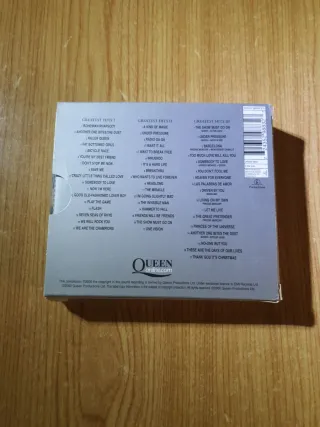 GREATEST HITS I
BOHEMIAN RHAPSODY
ANOTHER ONE BITES THE DUST
KILLER QUEEN
FAT BOTTOMED GIRLS
BICYCLE RACE
YOU'RE MY BEST FRIEND
DON'T STOP ME NOW
SAVE ME
CRAZY LITTLE THING CALLED LOVE
SOMEBODY TO LOVE
NOW I'M HERE
GOOD OLD-FASHIONED LOVER BOY
PLAY THE GAME
FLASH
SEVEN SEAS OF RHYE
WE WILL ROCK YOU
WE ARE THE CHAMPIONS
GREATEST HITS II
A KIND OF MAGIC
UNDER PRESSURE
I WANT IT ALL
I WANT TO BREAK FREE
INNUENDO
IT'S A HARD LIFE
BREAKTHRU
WHO WANTS TO LIVE FOREVER
HEADLONG
THE MIRACLE
I'M GOING SLIGHTLY MAD
THE INVISIBLE MAN
HAMMER TO FALL
FRIENDS WILL BE FRIENDS
THE SHOW MUST GO ON
ONE VISION
GREATEST HITS III
THE SHOW MUST GO ON
UNDER PRESSURE
BARCELONA
TOO MUCH LOVE WILL KILL YOU
SOMEBODY TO LOVE
YOU DON'T FOOL ME
HEAVEN FOR EVERYONE
LAS PALABRAS DE AMOR
DRIVEN BY YOU
LIVING ON MY OWN
LET ME LIVE
THE GREAT PRETENDER
PRINCES OF THE UNIVERSE
ANOTHER ONE BITES THE DUST
NO-ONE BUT YOU
THESE ARE THE DAYS OF OUR LIVES
THANK GOD IT'S CHRISTMAS
QUEEN
online.com